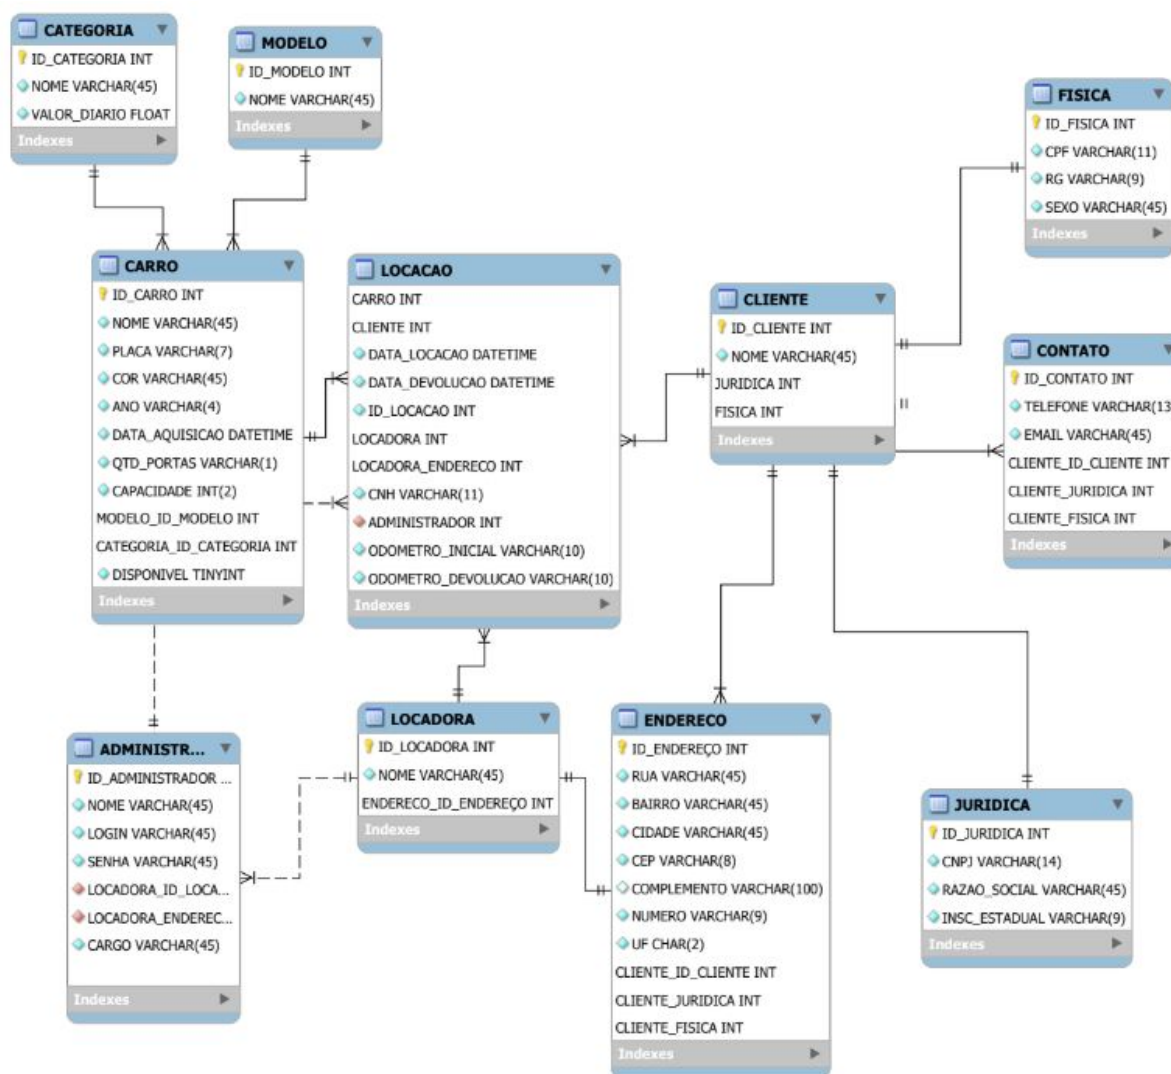 CATEGORIA
ID_CATEGORIA INT
NOME VARCHAR(45)
VALOR_DIARIO FLOAT
Indexes
MODELO
ID_MODELO INT
NOME VARCHAR(45)
Indexes
FISICA
ID_FISICA INT
CPF VARCHAR(11)
RG VARCHAR(9)
SEXO VARCHAR(45)
Indexes
CARRO
ID_CARRO INT
NOME VARCHAR(45)
PLACA VARCHAR(7)
COR VARCHAR(45)
ANO VARCHAR(4)
DATA_AQUISICAO DATETIME
QTD_PORTAS VARCHAR(1)
CAPACIDADE INT(2)
MODELO_ID_MODELO INT
CATEGORIA_ID_CATEGORIA INT
DISPONIVEL TINYINT
Indexes
LOCACAO
CARRO INT
CLIENTE INT
DATA_LOCACAO DATETIME
DATA_DEVOLUCAO DATETIME
ID_LOCACAO INT
LOCADORA INT
LOCADORA_ENDERECO INT
CNH VARCHAR(11)
ADMINISTRADOR INT
ODOMETRO_INICIAL VARCHAR(10)
ODOMETRO_DEVOLUCAO VARCHAR(10)
Indexes
CLIENTE
ID_CLIENTE INT
NOME VARCHAR(45)
JURIDICA INT
FISICA INT
Indexes
CONTATO
ID_CONTATO INT
TELEFONE VARCHAR(13
EMAIL VARCHAR(45)
CLIENTE_ID_CLIENTE INT
CLIENTE_JURIDICA INT
CLIENTE_FISICA INT
Indexes
ADMINISTR...
ID_ADMINISTRADOR ...
NOME VARCHAR(45)
LOGIN VARCHAR(45)
SENHA VARCHAR(45)
LOCADORA_ID_LOCA...
LOCADORA_ENDEREC...
CARGO VARCHAR(45)
Indexes
LOCADORA
ID_LOCADORA INT
NOME VARCHAR(45)
ENDERECO_ID_ENDEREÇO INT
Indexes
ENDERECO
ID_ENDEREÇO INT
RUA VARCHAR(45)
BAIRRO VARCHAR(45)
CIDADE VARCHAR(45)
CEP VARCHAR(8)
COMPLEMENTO VARCHAR(100)
NUMERO VARCHAR(9)
UF CHAR(2)
CLIENTE_ID_CLIENTE INT
CLIENTE_JURIDICA INT
CLIENTE_FISICA INT
Indexes
JURIDICA
ID_JURIDICA INT
CNPJ VARCHAR(14)
RAZAO_SOCIAL VARCHAR(45)
INSC_ESTADUAL VARCHAR(9)
Indexes